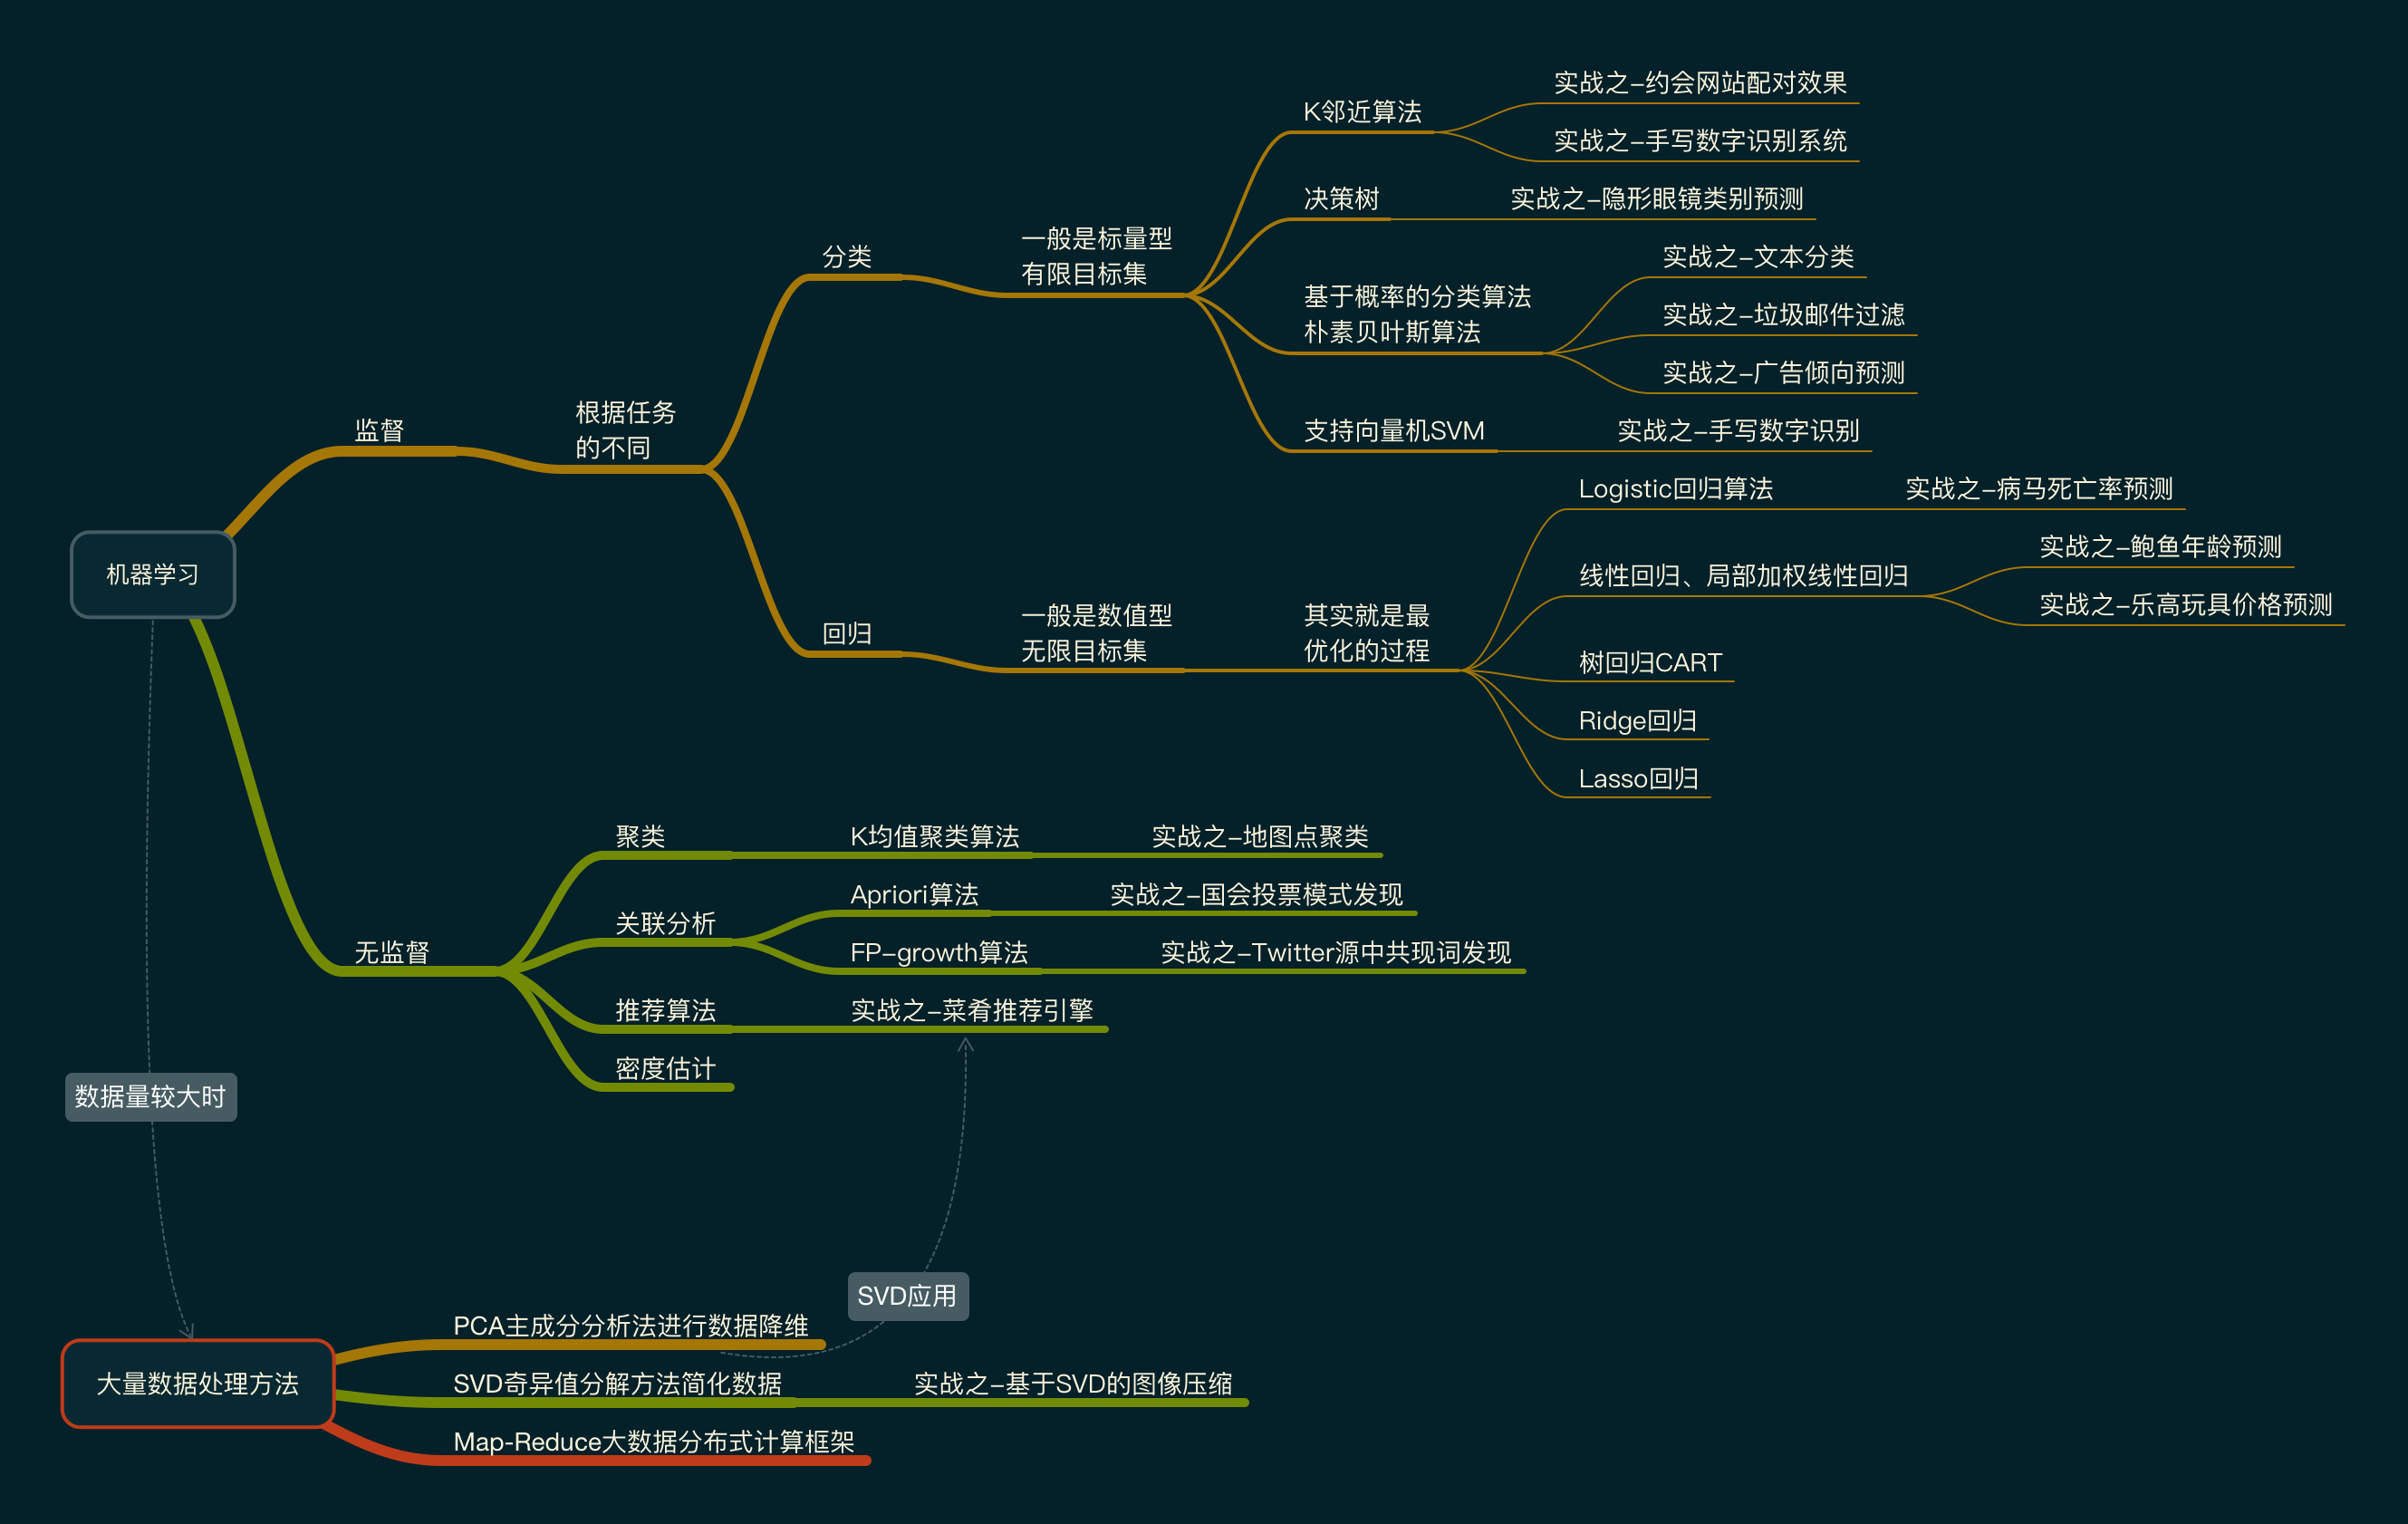 机器学习
监督
根据任务
的不同
分类
一般是标量型
有限目标集
K邻近算法
实战之-约会网站配对效果
实战之-手写数字识别系统
决策树
实战之-隐形眼镜类别预测
基于概率的分类算法
朴素贝叶斯算法
实战之-文本分类
实战之-垃圾邮件过滤
实战之-广告倾向预测
支持向量机SVM
实战之-手写数字识别
回归
一般是数值型
无限目标集
其实就是最
优化的过程
Logistic回归算法
实战之-病马死亡率预测
线性回归、局部加权线性回归
实战之-鲍鱼年龄预测
实战之-乐高玩具价格预测
树回归CART
Ridge回归
Lasso回归
无监督
聚类
K均值聚类算法
实战之-地图点聚类
关联分析
Apriori算法
实战之-国会投票模式发现
FP-growth算法
实战之-Twitter源中共现词发现
推荐算法
实战之-菜肴推荐引擎
密度估计
数据量较大时
SVD应用
大量数据处理方法
PCA主成分分析法进行数据降维
SVD奇异值分解方法简化数据
实战之-基于SVD的图像压缩
Map-Reduce大数据分布式计算框架